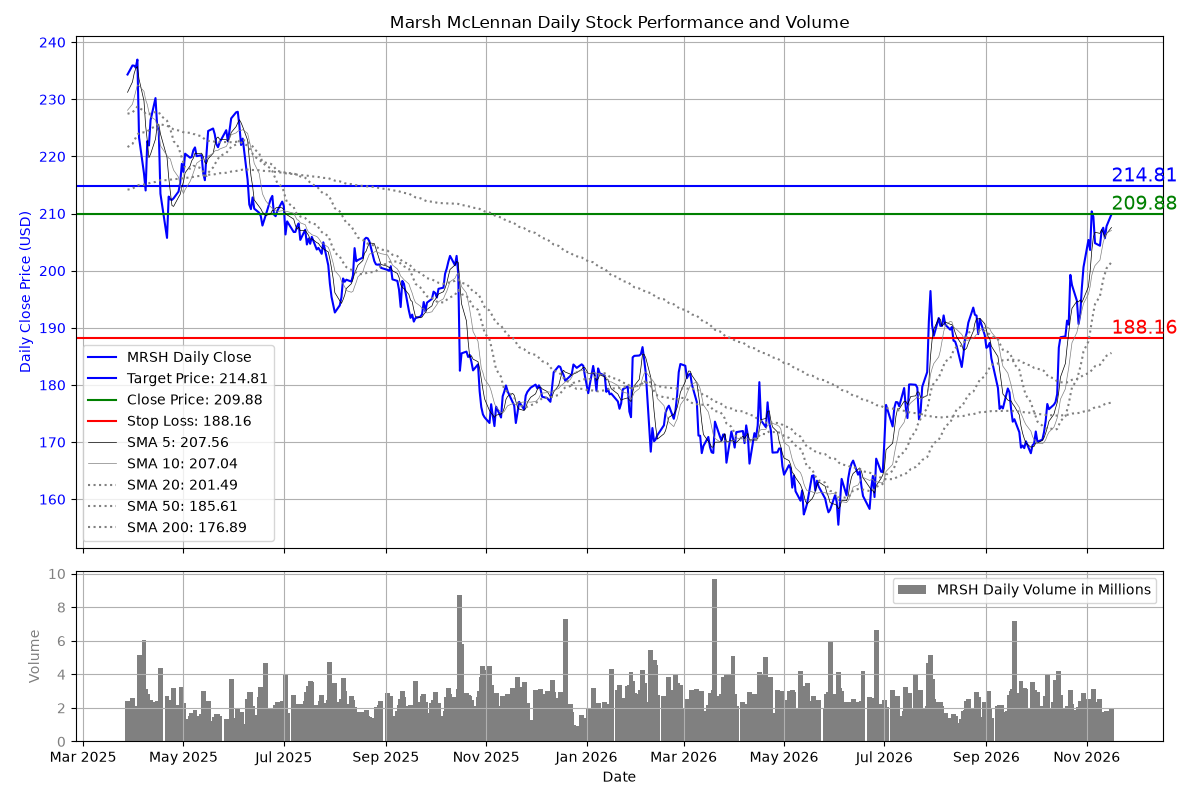 Marsh McLennan Daily Stock Performance and Volume
Daily Close Price (USD)
240
230
220
210
200
190
180
170
160
214.81
209.88
188.16
MRSH Daily Close
Target Price: 214.81
Close Price: 209.88
Stop Loss: 188.16
SMA 5: 207.56
SMA 10: 207.04
SMA 20: 201.49
SMA 50: 185.61
SMA 200: 176.89
Volume
10
8
6
4
2
0
MRSH Daily Volume in Millions
Mar 2025 May 2025 Jul 2025 Sep 2025 Nov 2025 Jan 2026 Mar 2026 May 2026 Jul 2026 Sep 2026 Nov 2026
Date